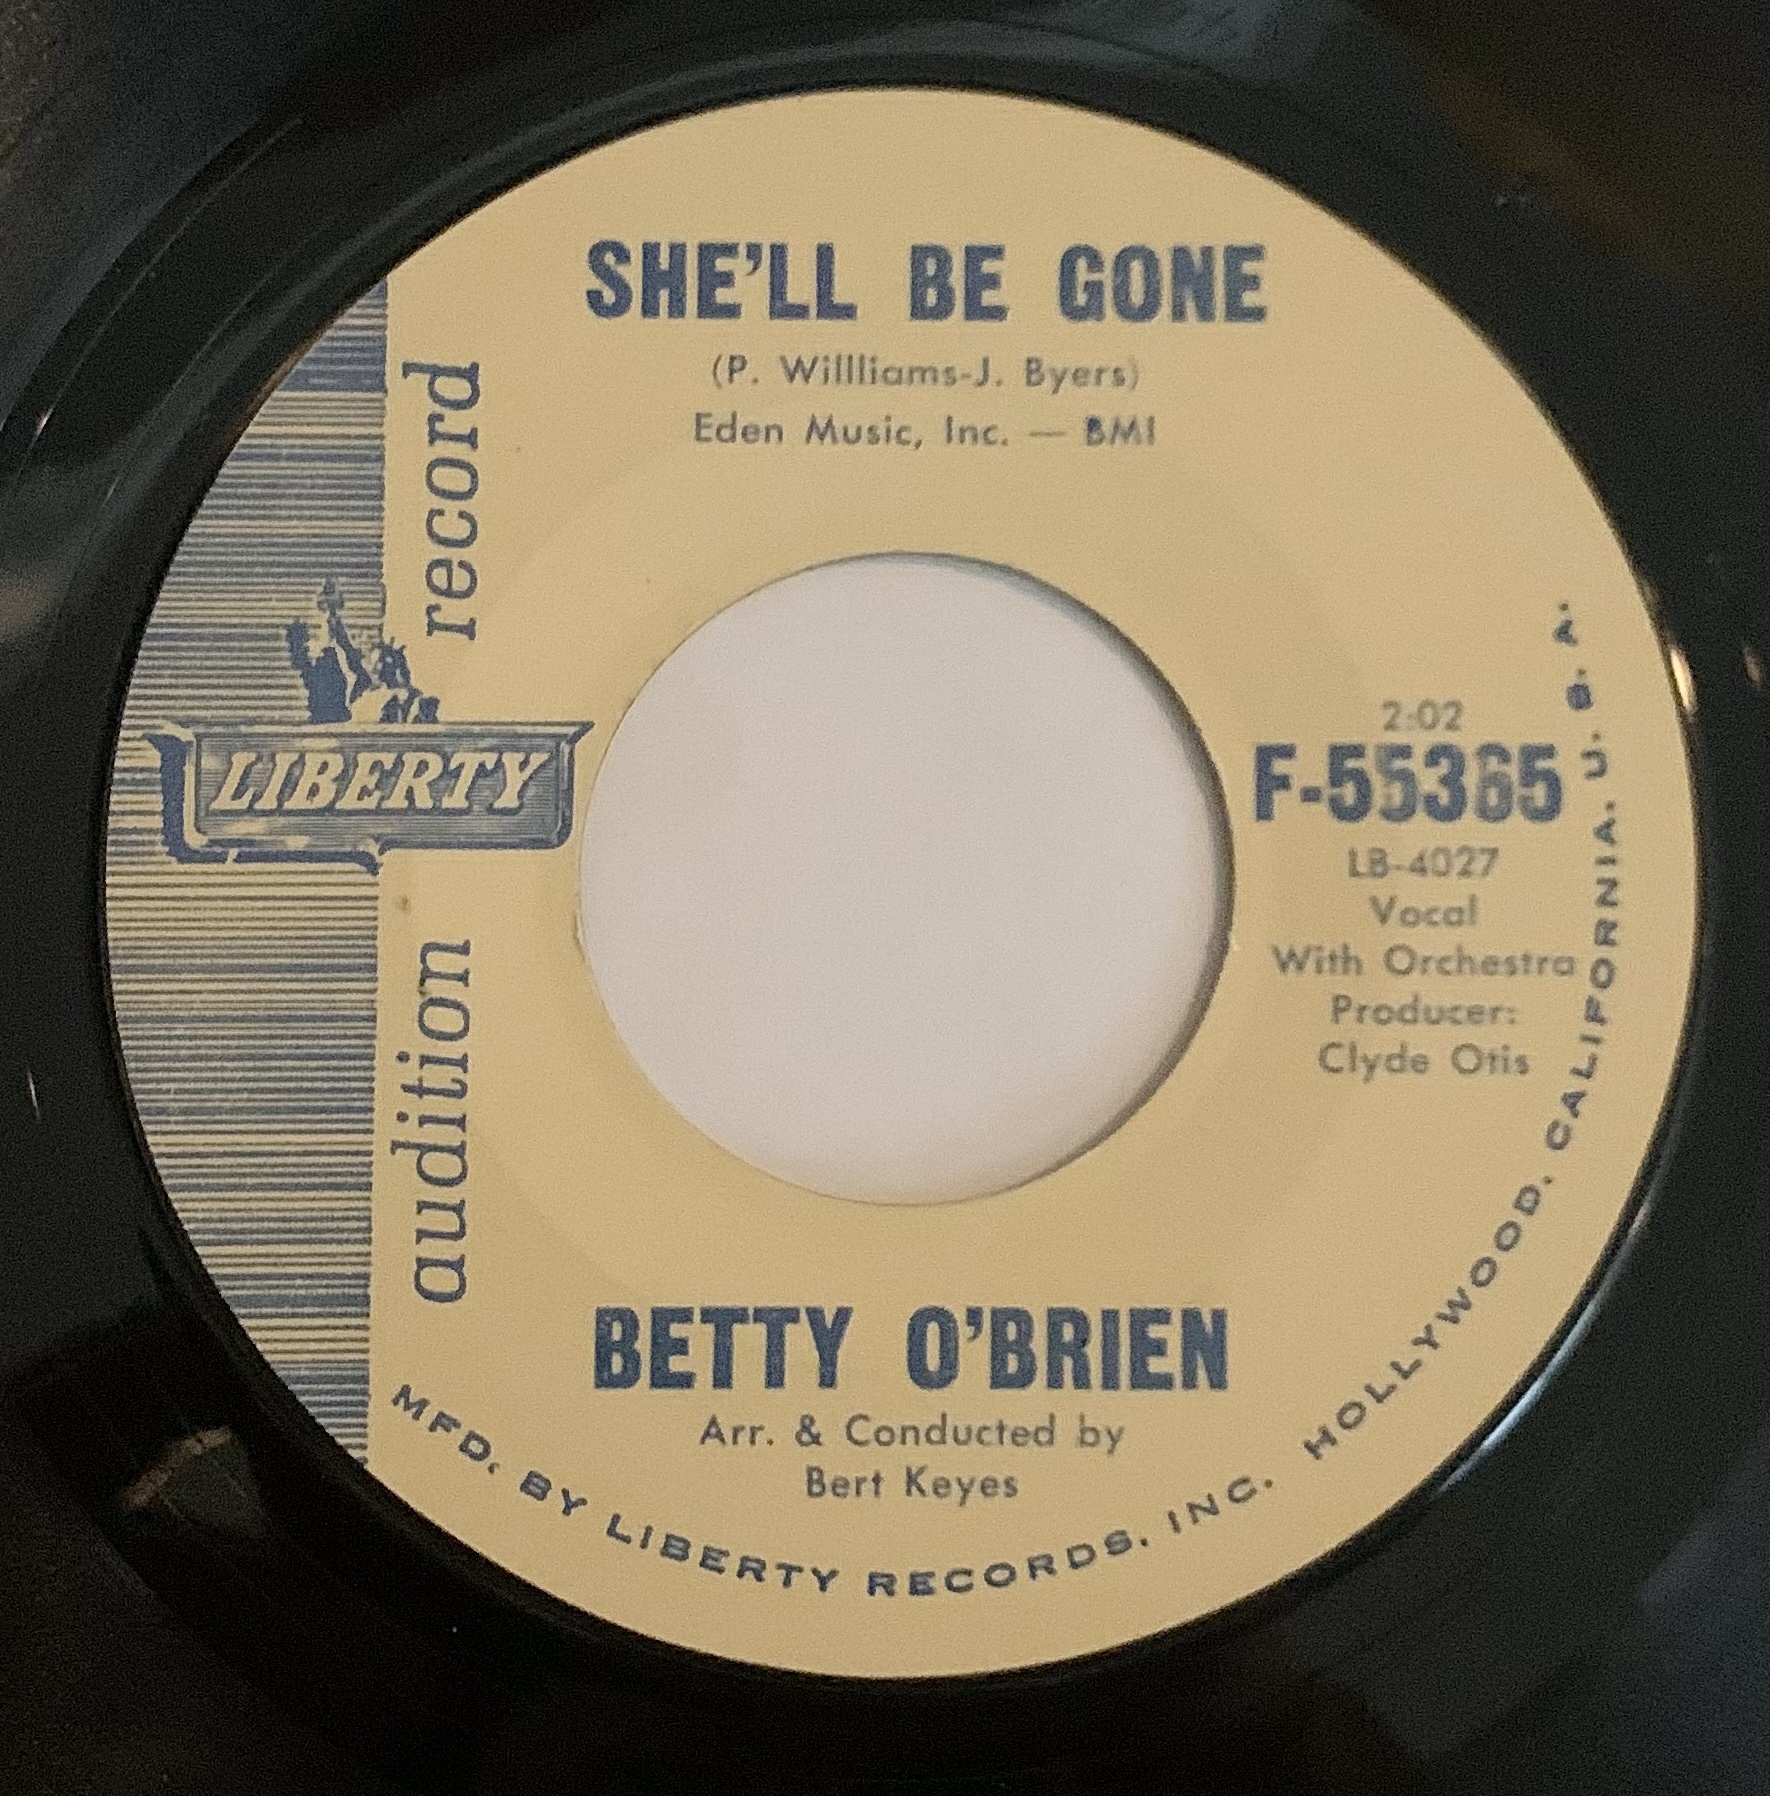 SHE'LL BE GONE
(P. Willliams-J. Byers)
Eden Music, Inc. — BMI
audition record
LIBERTY
2:02
F-55365
LB-4027
Vocal
With Orchestra
Producer:
Clyde Otis
BETTY O'BRIEN
Arr. & Conducted by
Bert Keyes
MFD. BY LIBERTY RECORDS, INC. HOLLYWOOD, CALIFORNIA, U. S. A.